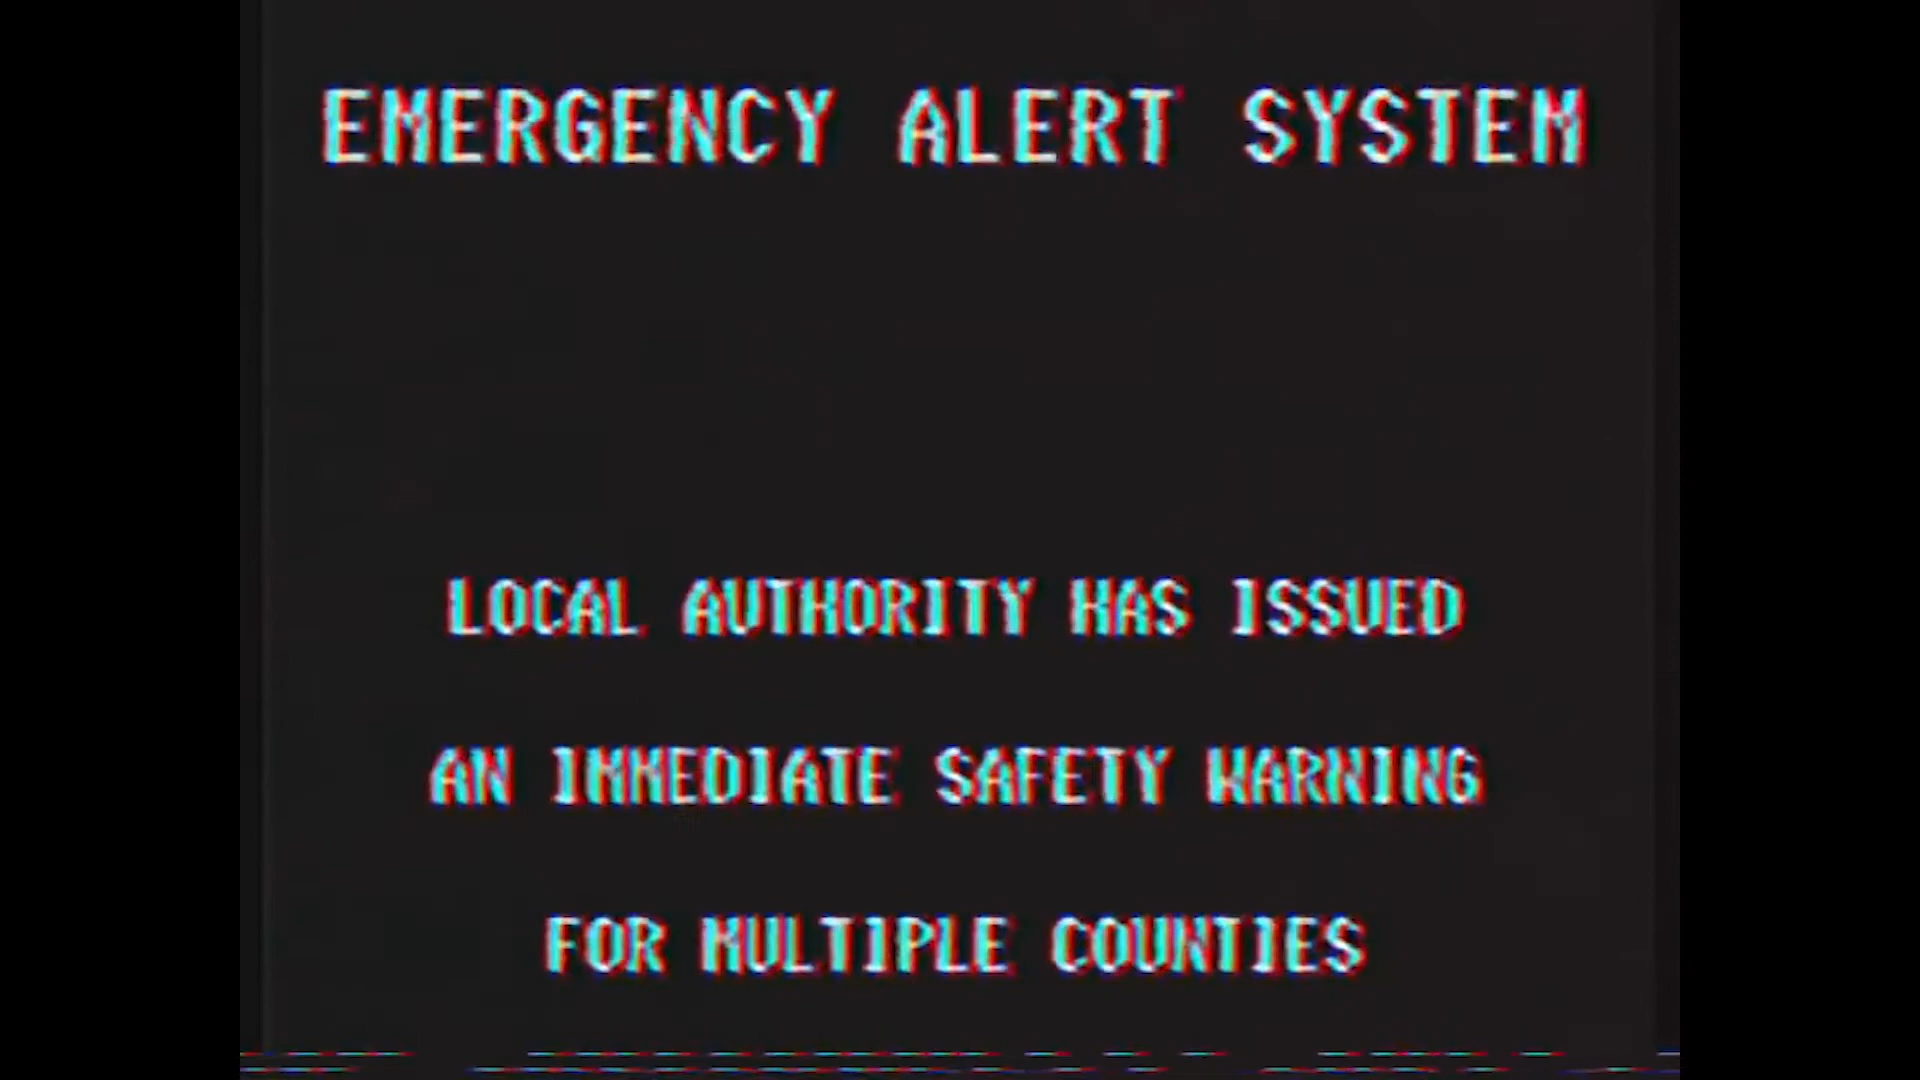 EMERGENCY ALERT SYSTEM
LOCAL AUTHORITY HAS ISSUED
AN IMMEDIATE SAFETY WARNING
FOR MULTIPLE COUNTIES